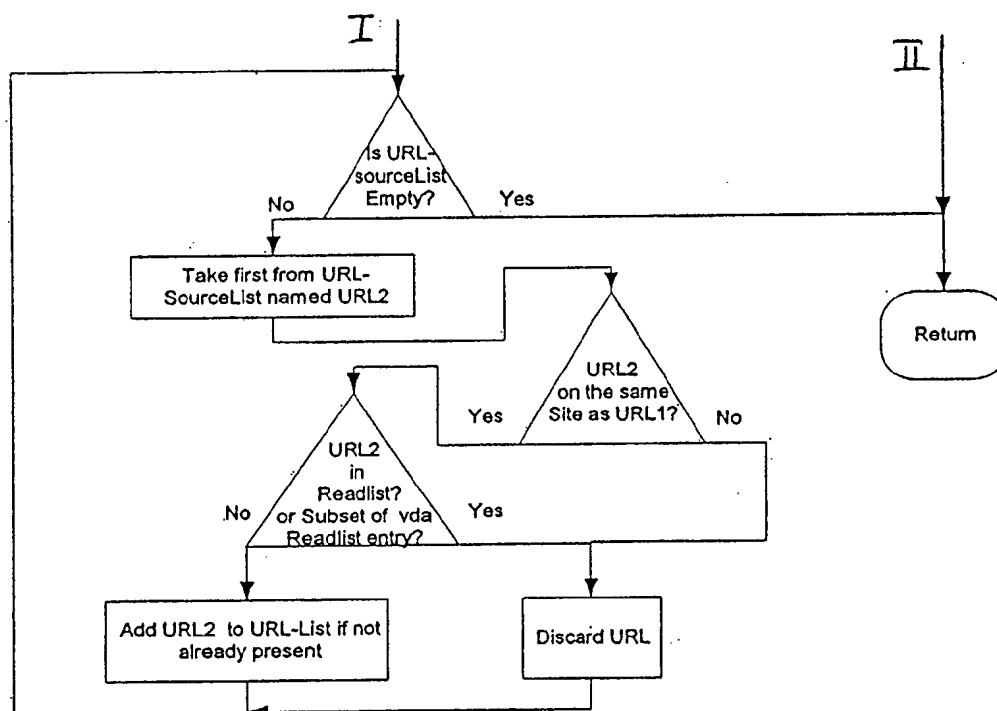 I
II
Is URL-
sourceList
Empty?
No
Yes
Take first from URL-
SourceList named URL2
Return
URL2
on the same
Site as URL1?
Yes
No
URL2
in
Readlist?
or Subset of vda
Readlist entry?
No
Yes
Add URL2 to URL-List if not
already present
Discard URL